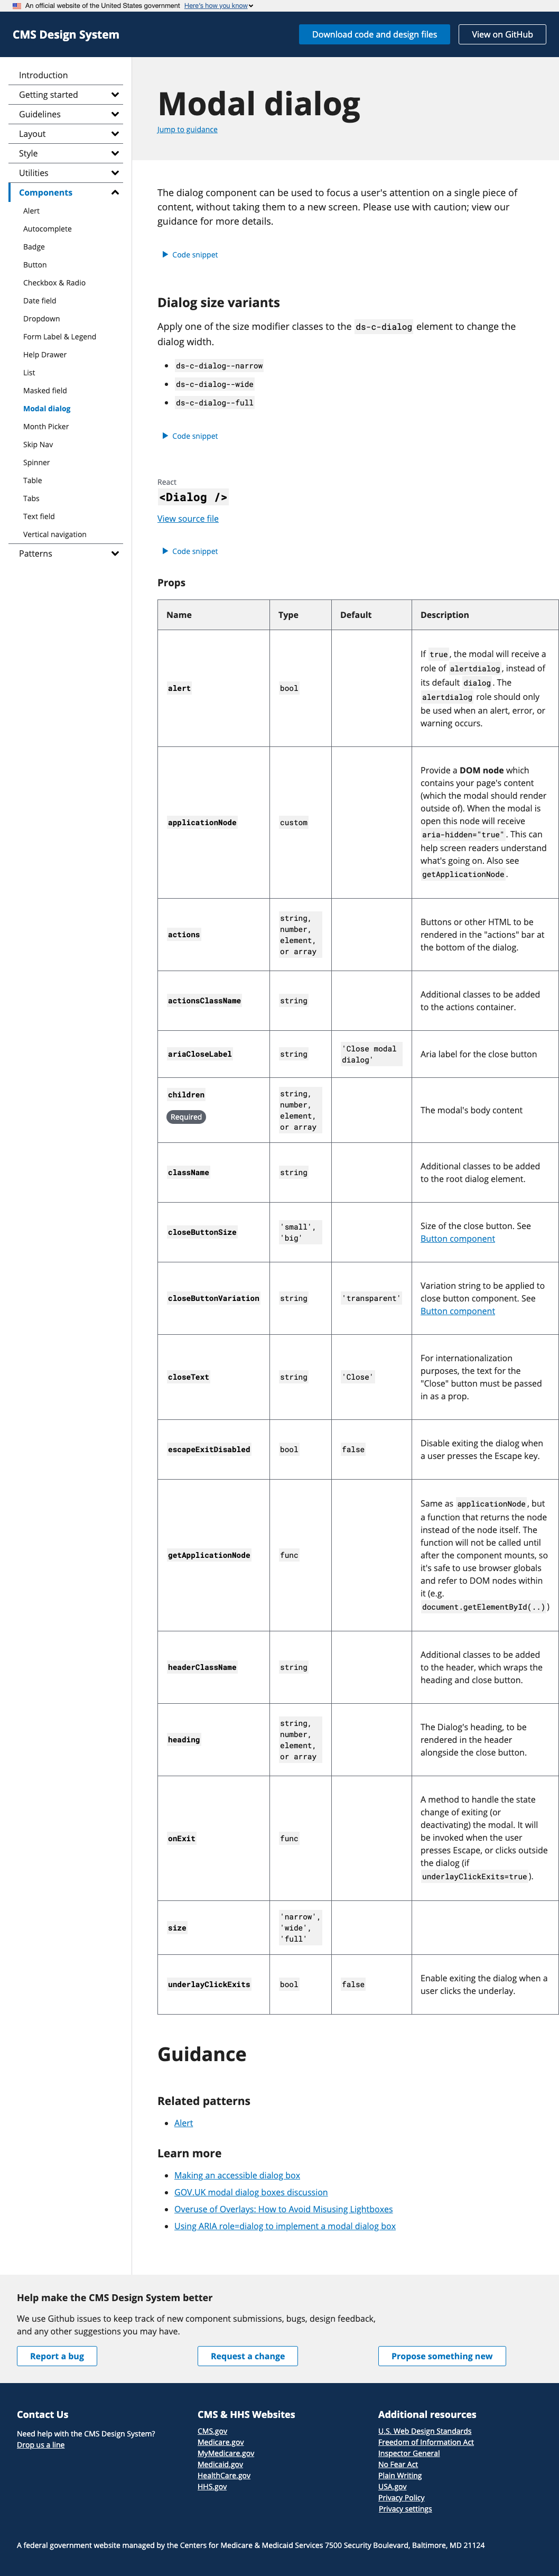 An official website of the United States government Here's how you know
CMS Design System
Download code and design files
View on GitHub
Introduction
Getting started
Guidelines
Layout
Style
Utilities
Components
Alert
Autocomplete
Badge
Button
Checkbox & Radio
Date field
Dropdown
Form Label & Legend
Help Drawer
List
Masked field
Modal dialog
Month Picker
Skip Nav
Spinner
Table
Tabs
Text field
Vertical navigation
Patterns
Modal dialog
Jump to guidance
The dialog component can be used to focus a user's attention on a single piece of
content, without taking them to a new screen. Please use with caution; view our
guidance for more details.
Code snippet
Dialog size variants
Apply one of the size modifier classes to the ds-c-dialog element to change the
dialog width.
ds-c-dialog--narrow
ds-c-dialog--wide
ds-c-dialog--full
Code snippet
React
<Dialog />
View source file
Code snippet
Props
Name Type Default Description
alert
bool
If true, the modal will receive a
role of alertdialog, instead of
its default dialog. The
alertdialog role should only
be used when an alert, error, or
warning occurs.
applicationNode
custom
Provide a DOM node which
contains your page's content
(which the modal should render
outside of). When the modal is
open this node will receive
aria-hidden="true". This can
help screen readers understand
what's going on. Also see
getApplicationNode.
actions
string,
number,
element,
or array
Buttons or other HTML to be
rendered in the "actions" bar at
the bottom of the dialog.
actionsClassName
string
Additional classes to be added
to the actions container.
ariaCloseLabel
string
'Close modal
dialog'
Aria label for the close button
children
Required
string,
number,
element,
or array
The modal's body content
className
string
Additional classes to be added
to the root dialog element.
closeButtonSize
'small',
'big'
Size of the close button. See
Button component
closeButtonVariation
string
'transparent'
Variation string to be applied to
close button component. See
Button component
closeText
string
'Close'
For internationalization
purposes, the text for the
"Close" button must be passed
in as a prop.
escapeExitDisabled
bool
false
Disable exiting the dialog when
a user presses the Escape key.
getApplicationNode
func
Same as applicationNode, but
a function that returns the node
instead of the node itself. The
function will not be called until
after the component mounts, so
it's safe to use browser globals
and refer to DOM nodes within
it (e.g.
document.getElementById(..))
headerClassName
string
Additional classes to be added
to the header, which wraps the
heading and close button.
heading
string,
number,
element,
or array
The Dialog's heading, to be
rendered in the header
alongside the close button.
onExit
func
A method to handle the state
change of exiting (or
deactivating) the modal. It will
be invoked when the user
presses Escape, or clicks outside
the dialog (if
underlayClickExits=true).
size
'narrow',
'wide',
'full'
underlayClickExits
bool
false
Enable exiting the dialog when a
user clicks the underlay.
Guidance
Related patterns
Alert
Learn more
Making an accessible dialog box
GOV.UK modal dialog boxes discussion
Overuse of Overlays: How to Avoid Misusing Lightboxes
Using ARIA role=dialog to implement a modal dialog box
Help make the CMS Design System better
We use Github issues to keep track of new component submissions, bugs, design feedback,
and any other suggestions you may have.
Report a bug
Request a change
Propose something new
Contact Us
Need help with the CMS Design System?
Drop us a line
CMS & HHS Websites
CMS.gov
Medicare.gov
MyMedicare.gov
Medicaid.gov
HealthCare.gov
HHS.gov
Additional resources
U.S. Web Design Standards
Freedom of Information Act
Inspector General
No Fear Act
Plain Writing
USA.gov
Privacy Policy
Privacy settings
A federal government website managed by the Centers for Medicare & Medicaid Services 7500 Security Boulevard, Baltimore, MD 21124